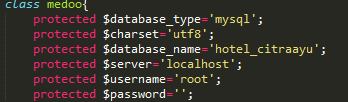 class medoo{
protected $database_type='mysql';
protected $charset='utf8';
protected $database_name='hotel_citraayu';
protected $server='localhost';
protected $username='root';
protected $password='';